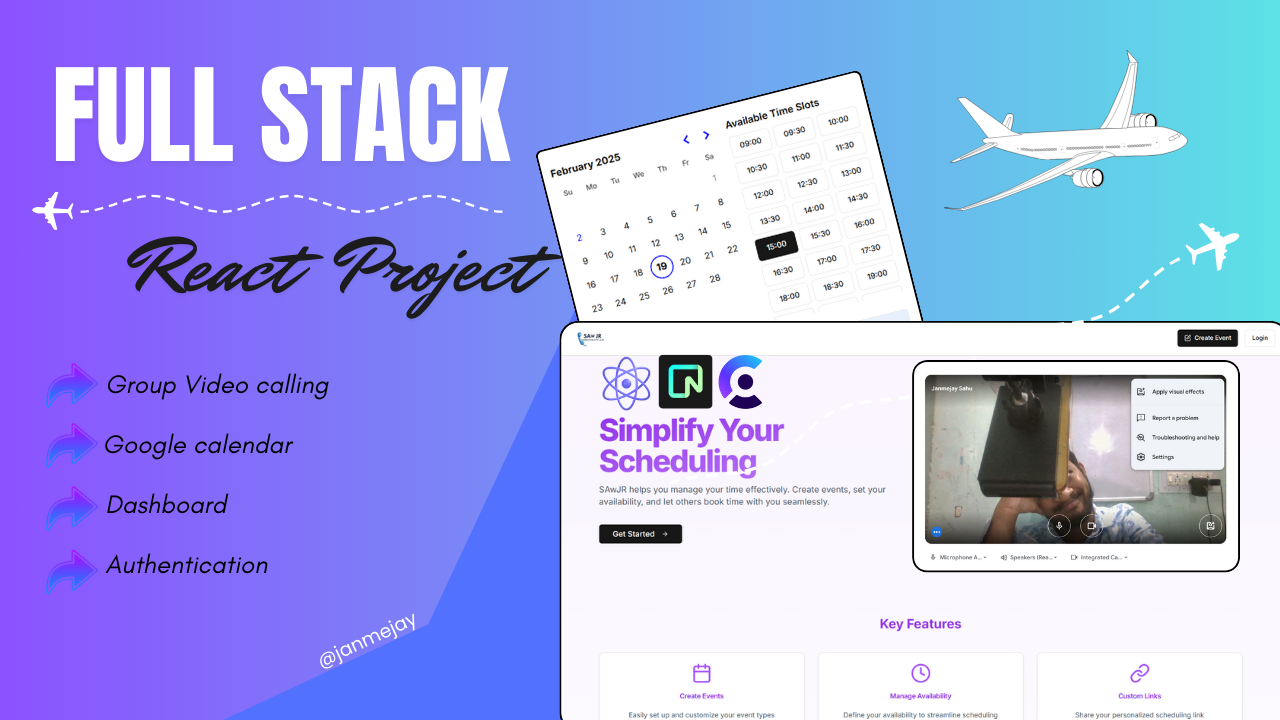 FULL STACK
React Project
Group Video calling
Google calendar
Dashboard
Authentication
@janmejay
February 2025
Su Mo Tu We Th Fr Sa
1
2 3 4 5 6 7 8
9 10 11 12 13 14 15
16 17 18 19 20 21 22
23 24 25 26 27 28
Available Time Slots
09:00 09:30 10:00
10:30 11:00 11:30
12:00 12:30 13:00
13:30 14:00 14:30
15:00 15:30 16:00
16:30 17:00 17:30
18:00 18:30 19:00
SAWJR
Create Event
Login
Simplify Your
Scheduling
SAwJR helps you manage your time effectively. Create events, set your
availability, and let others book time with you seamlessly.
Get Started →
Janmejay Sahu
Apply visual effects
Report a problem
Troubleshooting and help
Settings
Microphone A...
Speakers (Rea...
Integrated Ca...
Key Features
Create Events
Easily set up and customize your event types
Manage Availability
Define your availability to streamline scheduling
Custom Links
Share your personalized scheduling link